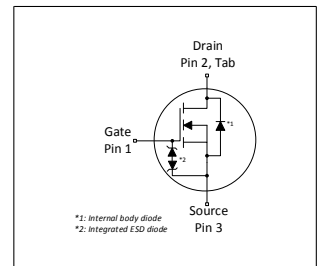 Drain
Pin 2, Tab
*1
Gate
Pin 1
*2
Source
Pin 3
*1: Internal body diode
*2: Integrated ESD diode